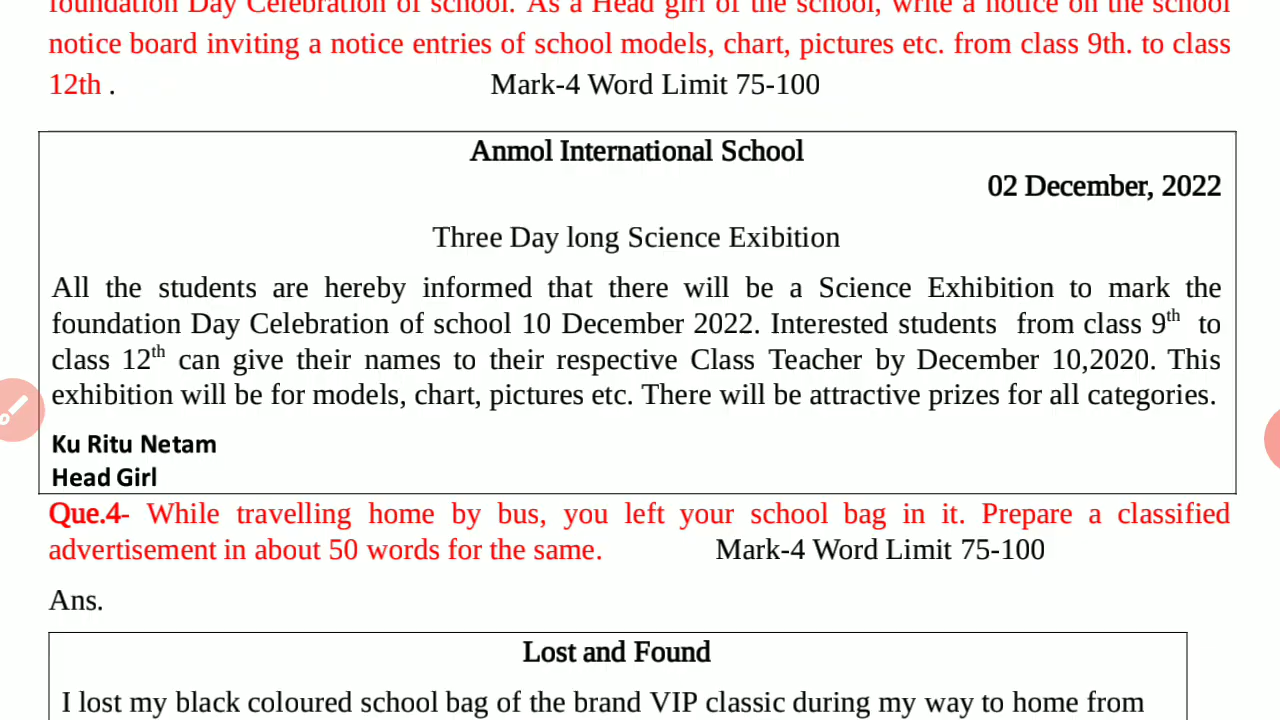 foundation Day Celebration of school. As a Head girl of the school, write a notice on the school
notice board inviting a notice entries of school models, chart, pictures etc. from class 9th. to class
12th . Mark-4 Word Limit 75-100
Anmol International School
02 December, 2022
Three Day long Science Exibition
All the students are hereby informed that there will be a Science Exhibition to mark the
foundation Day Celebration of school 10 December 2022. Interested students from class 9th to
class 12th can give their names to their respective Class Teacher by December 10,2020. This
exhibition will be for models, chart, pictures etc. There will be attractive prizes for all categories.
Ku Ritu Netam
Head Girl
Que.4- While travelling home by bus, you left your school bag in it. Prepare a classified
advertisement in about 50 words for the same. Mark-4 Word Limit 75-100
Ans.
Lost and Found
I lost my black coloured school bag of the brand VIP classic during my way to home from